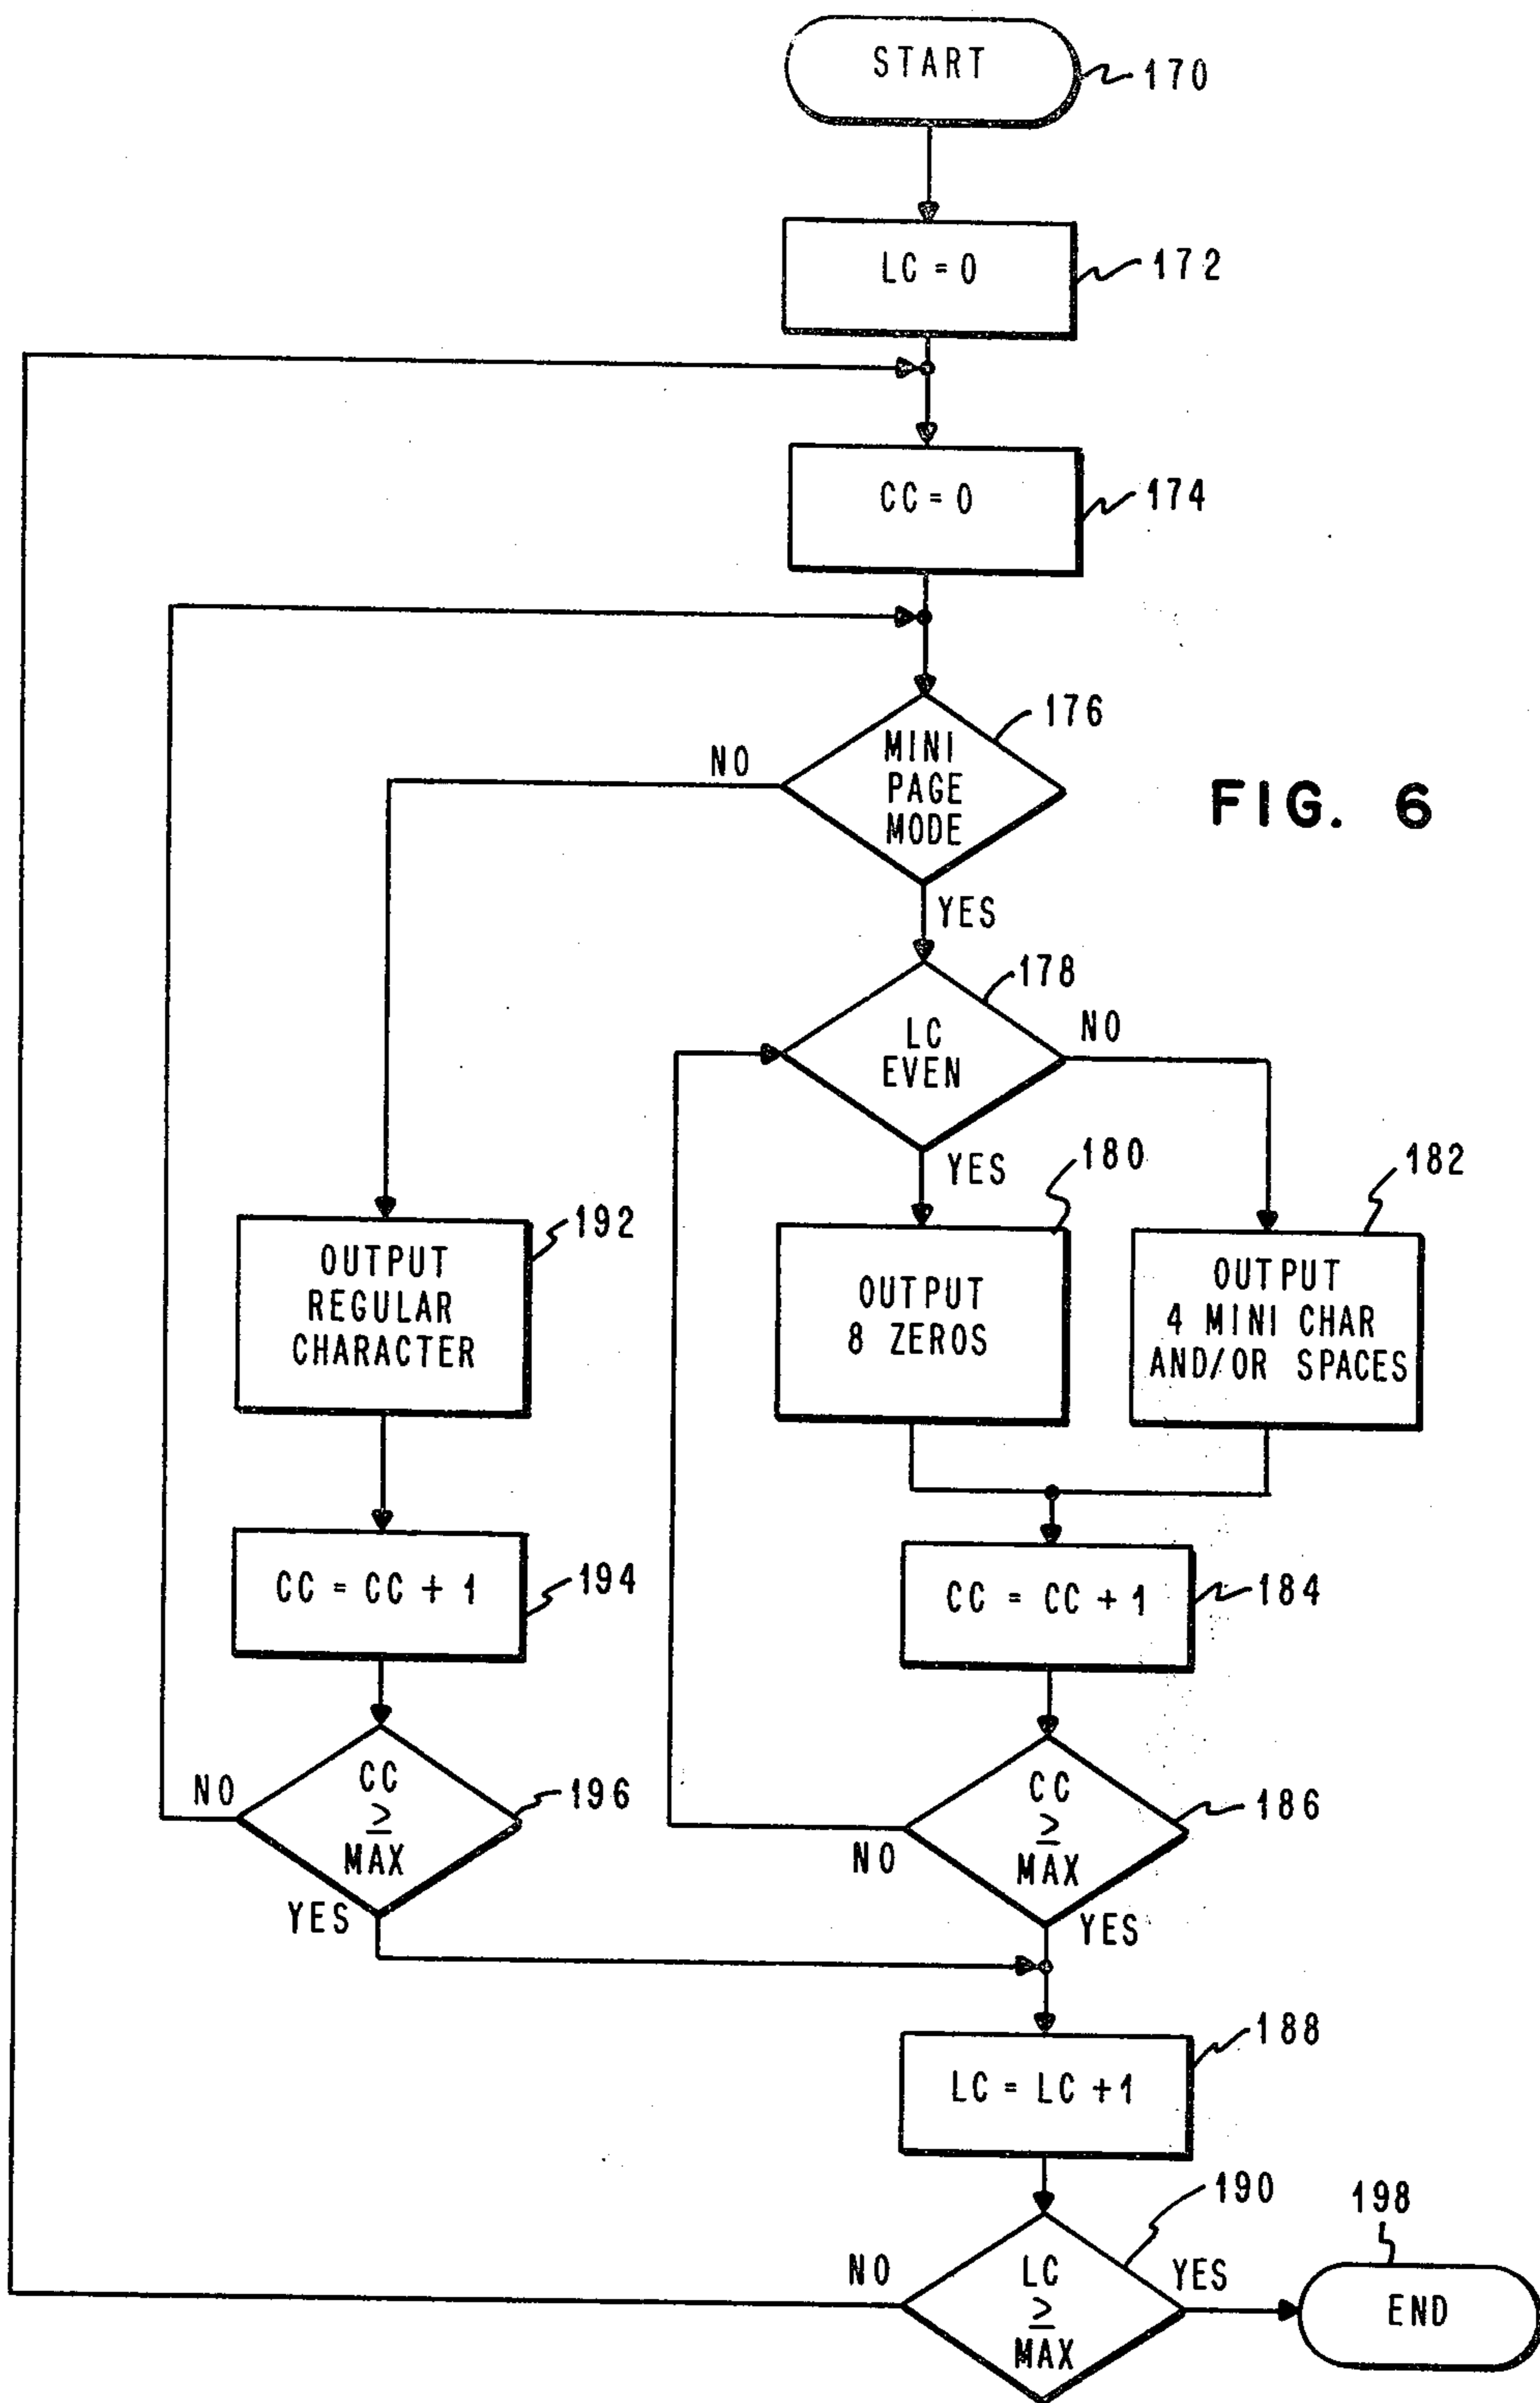 START
170
LC = 0
172
CC = 0
174
176
MINI
PAGE
MODE
NO
YES
FIG. 6
178
LC
EVEN
NO
YES
180
182
192
OUTPUT
REGULAR
CHARACTER
OUTPUT
8 ZEROS
OUTPUT
4 MINI CHAR
AND/OR SPACES
CC = CC + 1
194
CC = CC + 1
184
CC
≥
MAX
196
NO
YES
CC
≥
MAX
186
NO
YES
188
LC = LC + 1
190
198
LC
≥
MAX
NO
YES
END